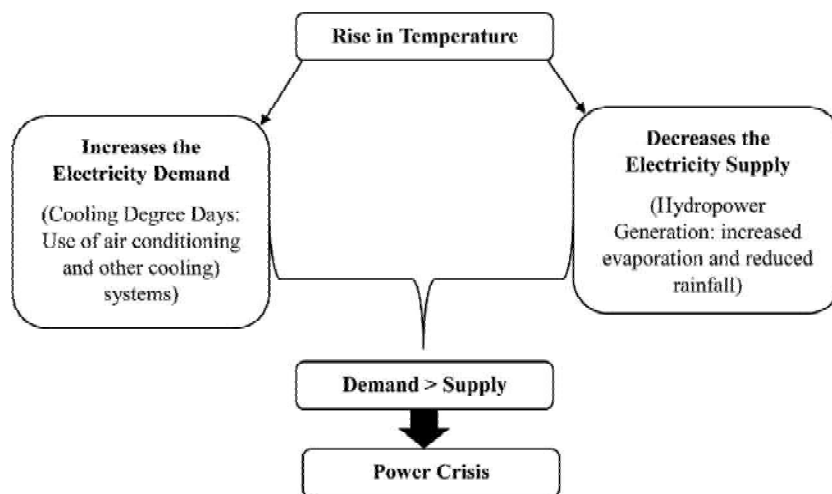 Rise in Temperature
Increases the
Electricity Demand
(Cooling Degree Days:
Use of air conditioning
and other cooling)
systems)
Decreases the
Electricity Supply
(Hydropower
Generation: increased
evaporation and reduced
rainfall)
Demand > Supply
Power Crisis